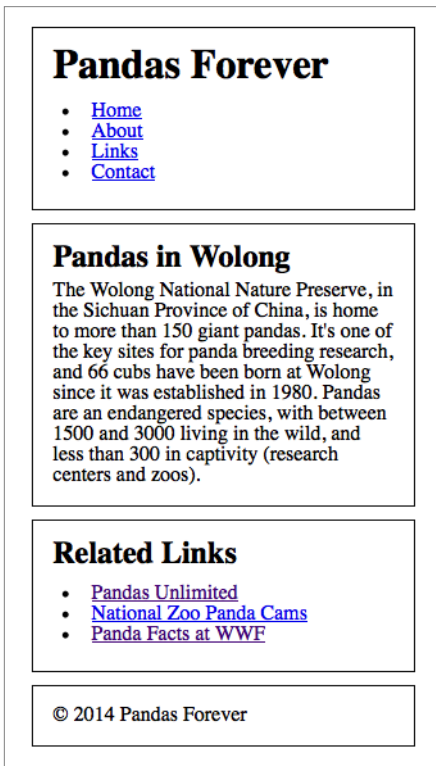 Pandas Forever
Home
About
Links
Contact
Pandas in Wolong
The Wolong National Nature Preserve, in
the Sichuan Province of China, is home
to more than 150 giant pandas. It's one of
the key sites for panda breeding research,
and 66 cubs have been born at Wolong
since it was established in 1980. Pandas
are an endangered species, with between
1500 and 3000 living in the wild, and
less than 300 in captivity (research
centers and zoos).
Related Links
Pandas Unlimited
National Zoo Panda Cams
Panda Facts at WWF
© 2014 Pandas Forever